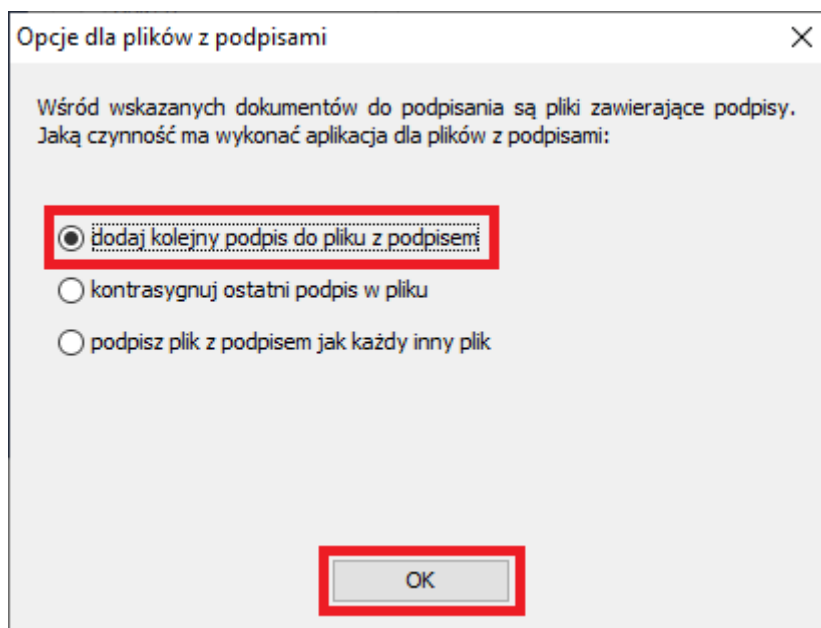 Opcje dla plików z podpisami
Wśród wskazanych dokumentów do podpisania są pliki zawierające podpisy.
Jaką czynność ma wykonać aplikacja dla plików z podpisami:
dodaj kolejny podpis do pliku z podpisem
kontrasygnuj ostatni podpis w pliku
podpisz plik z podpisem jak każdy inny plik
OK